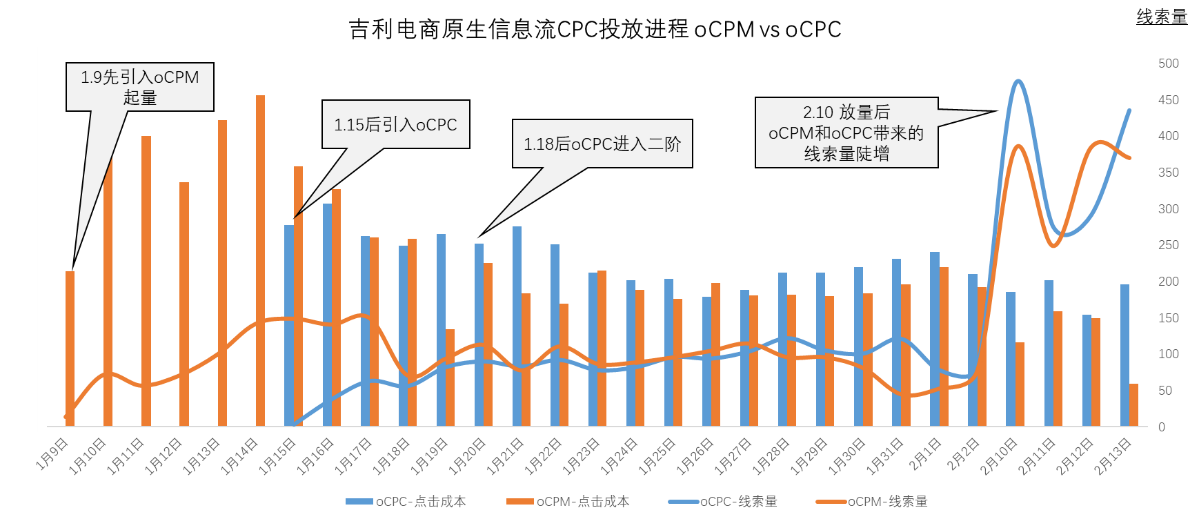 吉利电商原生信息流CPC投放进程 oCPM vs oCPC
线索量
1.9先引入oCPM
起量
1.15后引入oCPC
1.18后oCPC进入二阶
2.10 放量后
oCPM和oCPC带来的
线索量陡增
500
450
400
350
300
250
200
150
100
50
0
1月9日
1月10日
1月11日
1月12日
1月13日
1月14日
1月15日
1月16日
1月17日
1月18日
1月19日
1月20日
1月21日
1月22日
1月23日
1月24日
1月25日
1月26日
1月27日
1月28日
1月29日
1月30日
1月31日
2月1日
2月2日
2月10日
2月11日
2月12日
2月13日
oCPC-点击成本
oCPM-点击成本
oCPC-线索量
oCPM-线索量